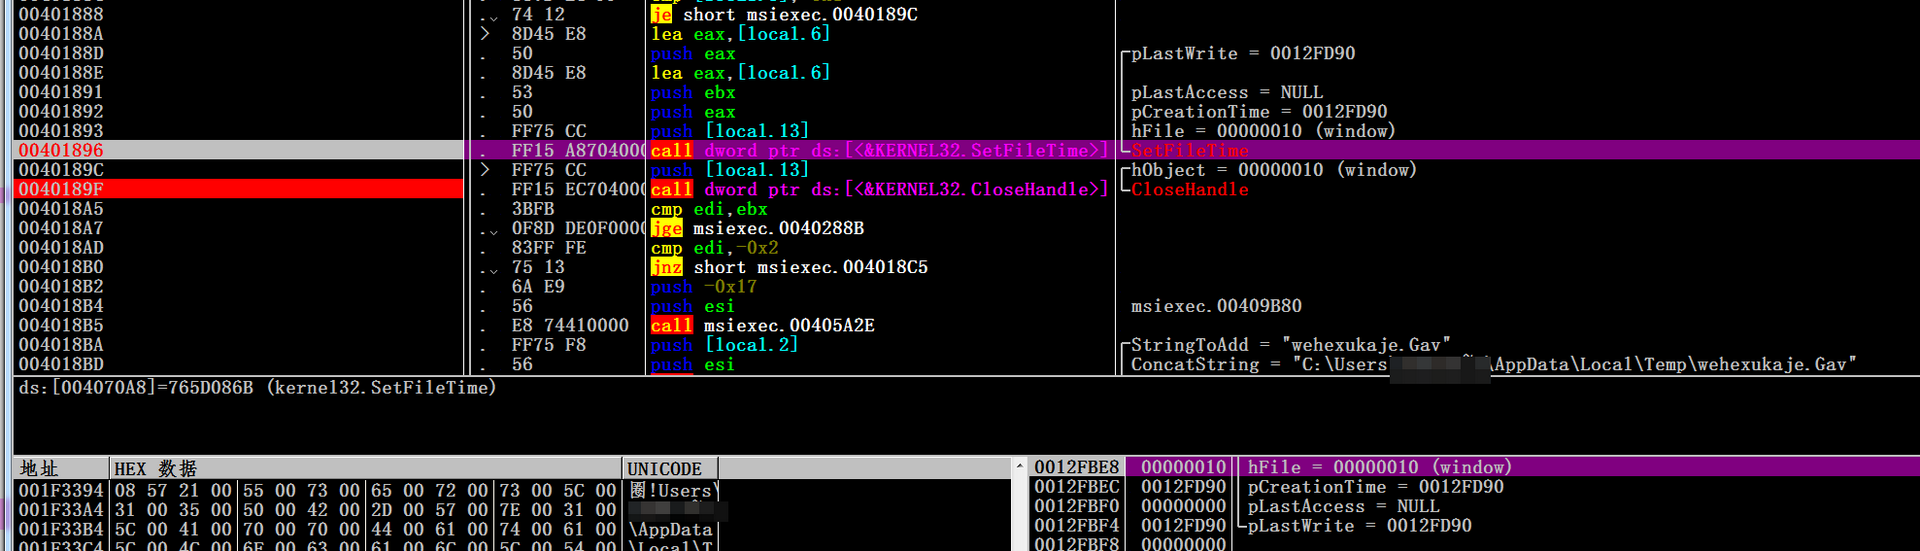 00401888 .⌄ 74 12 je short msiexec.0040189C
0040188A > 8D45 E8 lea eax,[local.6]
0040188D . 50 push eax pLastWrite = 0012FD90
0040188E . 8D45 E8 lea eax,[local.6]
00401891 . 53 push ebx pLastAccess = NULL
00401892 . 50 push eax pCreationTime = 0012FD90
00401893 . FF75 CC push [local.13] hFile = 00000010 (window)
00401896 . FF15 A8704000 call dword ptr ds:[<&KERNEL32.SetFileTime>] SetFileTime
0040189C > FF75 CC push [local.13] hObject = 00000010 (window)
0040189F . FF15 EC704000 call dword ptr ds:[<&KERNEL32.CloseHandle>] CloseHandle
004018A5 . 3BFB cmp edi,ebx
004018A7 .⌄ 0F8D DE0F0000 jge msiexec.0040288B
004018AD . 83FF FE cmp edi,-0x2
004018B0 .⌄ 75 13 jnz short msiexec.004018C5
004018B2 . 6A E9 push -0x17
004018B4 . 56 push esi msiexec.00409B80
004018B5 . E8 74410000 call msiexec.00405A2E
004018BA . FF75 F8 push [local.2] StringToAdd = "wehexukaje.Gav"
004018BD . 56 push esi ConcatString = "C:\Users \AppData\Local\Temp\wehexukaje.Gav"
ds:[004070A8]=765D086B (kernel32.SetFileTime)
地址 HEX 数据 UNICODE
001F3394 08 57 21 00 55 00 73 00 65 00 72 00 73 00 5C 00 !Users\
001F33A4 31 00 35 00 50 00 42 00 2D 00 57 00 7E 00 31 00
001F33B4 5C 00 41 00 70 00 70 00 44 00 61 00 74 00 61 00 \AppData
001F33C4 5C 00 4C 00 6F 00 63 00 61 00 6C 00 5C 00 54 00 \Local\T
0012FBE8 00000010 hFile = 00000010 (window)
0012FBEC 0012FD90 pCreationTime = 0012FD90
0012FBF0 00000000 pLastAccess = NULL
0012FBF4 0012FD90 pLastWrite = 0012FD90
0012FBF8 00000000